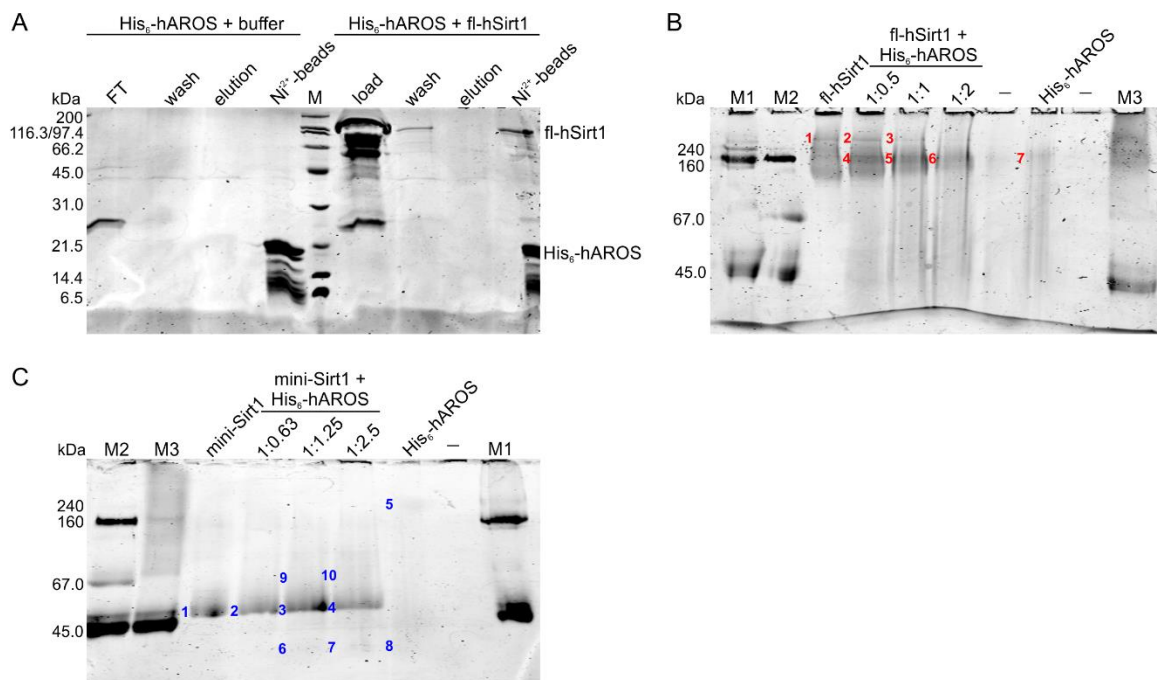 A
His₆-hAROS + buffer
His₆-hAROS + fl-hSirt1
kDa
FT
wash
elution
Ni²⁺-beads
M
load
wash
elution
Ni²⁺-beads
200
116.3/97.4
66.2
45.0
31.0
21.5
14.4
6.5
fl-hSirt1
His₆-hAROS
B
fl-hSirt1 +
His₆-hAROS
kDa
M1
M2
fl-hSirt1
1:0.5
1:1
1:2
–
His₆-hAROS
–
M3
240
160
67.0
45.0
1
2
3
4
5
6
7
C
mini-Sirt1 +
His₆-hAROS
kDa
M2
M3
mini-Sirt1
1:0.63
1:1.25
1:2.5
His₆-hAROS
–
M1
240
160
67.0
45.0
5
9
10
1
2
3
4
6
7
8